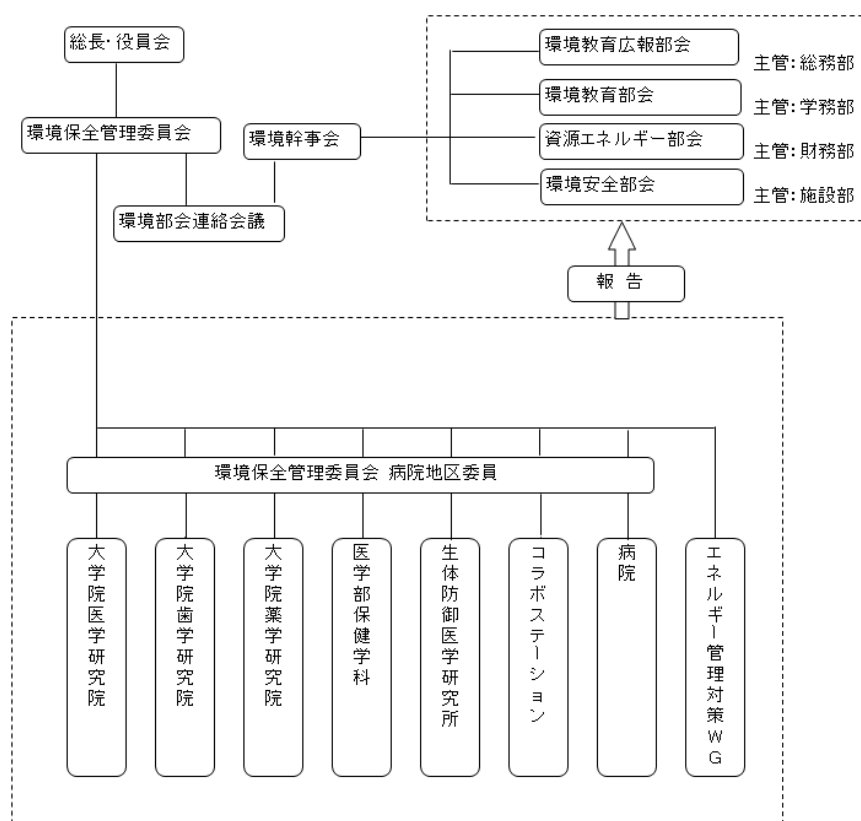 総長・役員会
環境保全管理委員会
環境幹事会
環境部会連絡会議
環境教育広報部会
主管：総務部
環境教育部会
主管：学務部
資源エネルギー部会
主管：財務部
環境安全部会
主管：施設部
報 告
環境保全管理委員会 病院地区委員
大学院医学研究院
大学院歯学研究院
大学院薬学研究院
医学部保健学科
生体防御医学研究所
コラボステーション
病院
エネルギー管理対策ＷＧ